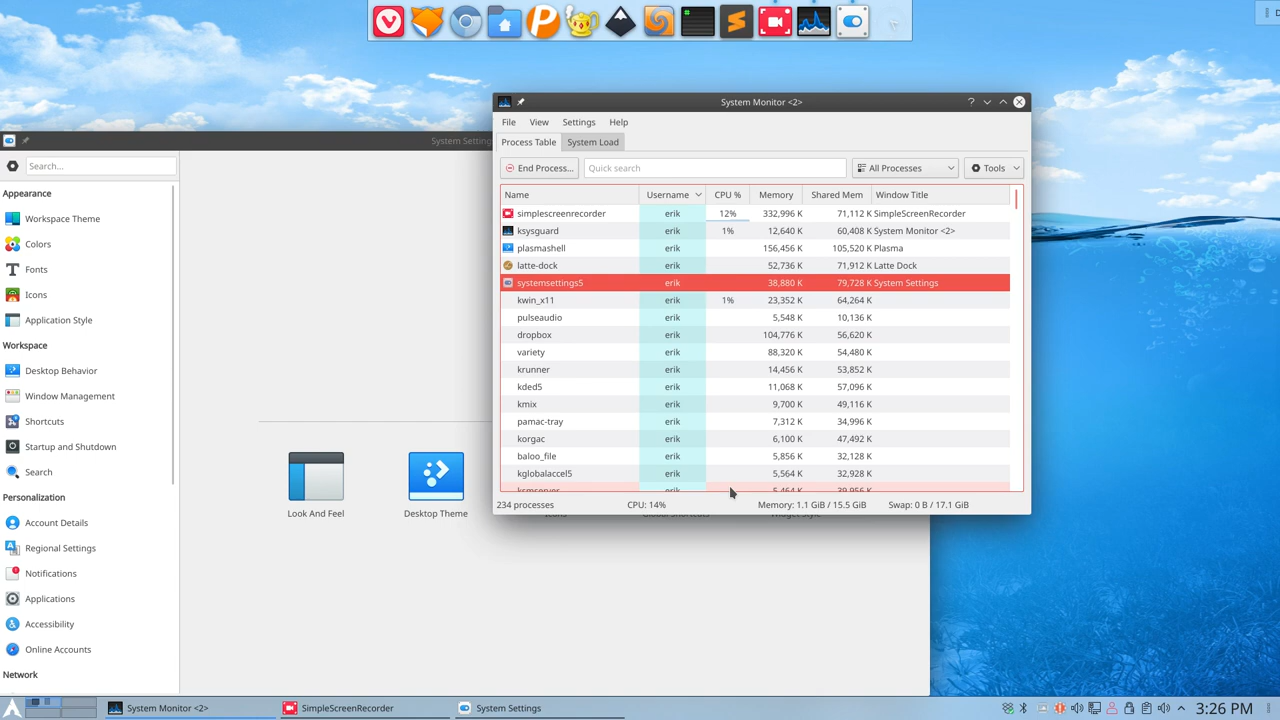 System Monitor <2>
File View Settings Help
Process Table System Load
End Process... Quick search All Processes Tools
Name Username CPU % Memory Shared Mem Window Title
simplescreenrecorder erik 12% 332,996 K 71,112 K SimpleScreenRecorder
ksysguard erik 1% 12,640 K 60,408 K System Monitor <2>
plasmashell erik 156,456 K 105,520 K Plasma
latte-dock erik 52,736 K 71,912 K Latte Dock
systemsettings5 erik 38,880 K 79,728 K System Settings
kwin_x11 erik 1% 23,352 K 64,264 K
pulseaudio erik 5,548 K 10,136 K
dropbox erik 104,776 K 56,620 K
variety erik 88,320 K 54,480 K
krunner erik 14,456 K 53,852 K
kded5 erik 11,068 K 57,096 K
kmix erik 9,700 K 49,116 K
pamac-tray erik 7,312 K 34,996 K
korgac erik 6,100 K 47,492 K
baloo_file erik 5,856 K 32,128 K
kglobalaccel5 erik 5,564 K 32,928 K
ksmserver erik 5,464 K 39,956 K
234 processes CPU: 14% Memory: 1.1 GiB / 15.5 GiB Swap: 0 B / 17.1 GiB
System Setting
Search...
Appearance
Workspace Theme
Colors
Fonts
Icons
Application Style
Workspace
Desktop Behavior
Window Management
Shortcuts
Startup and Shutdown
Search
Personalization
Account Details
Regional Settings
Notifications
Applications
Accessibility
Online Accounts
Network
Look And Feel
Desktop Theme
System Monitor <2> SimpleScreenRecorder System Settings 3:26 PM